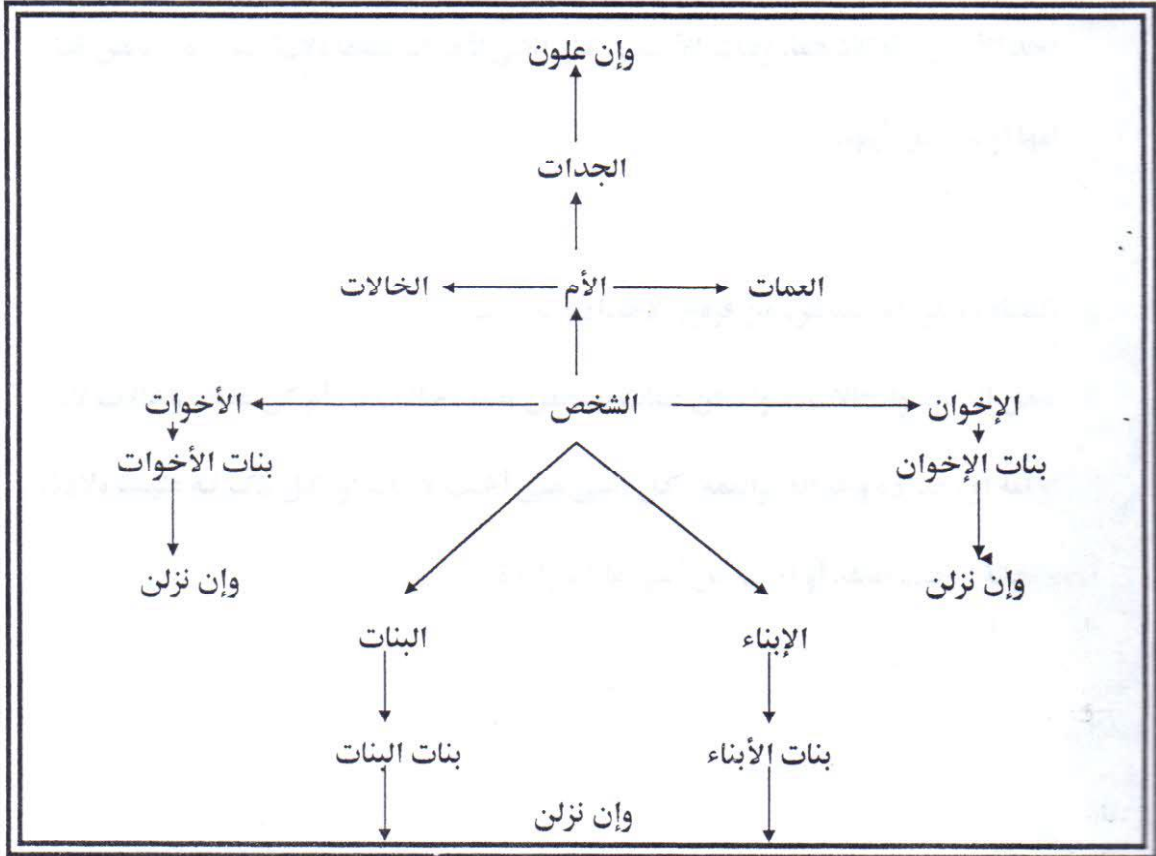 وإن علون
الجدات
العمات الأم الخالات
الإخوان الشخص الأخوات
بنات الإخوان بنات الأخوات
وإن نزلن وإن نزلن
الإبناء البنات
بنات الأبناء بنات البنات
وإن نزلن